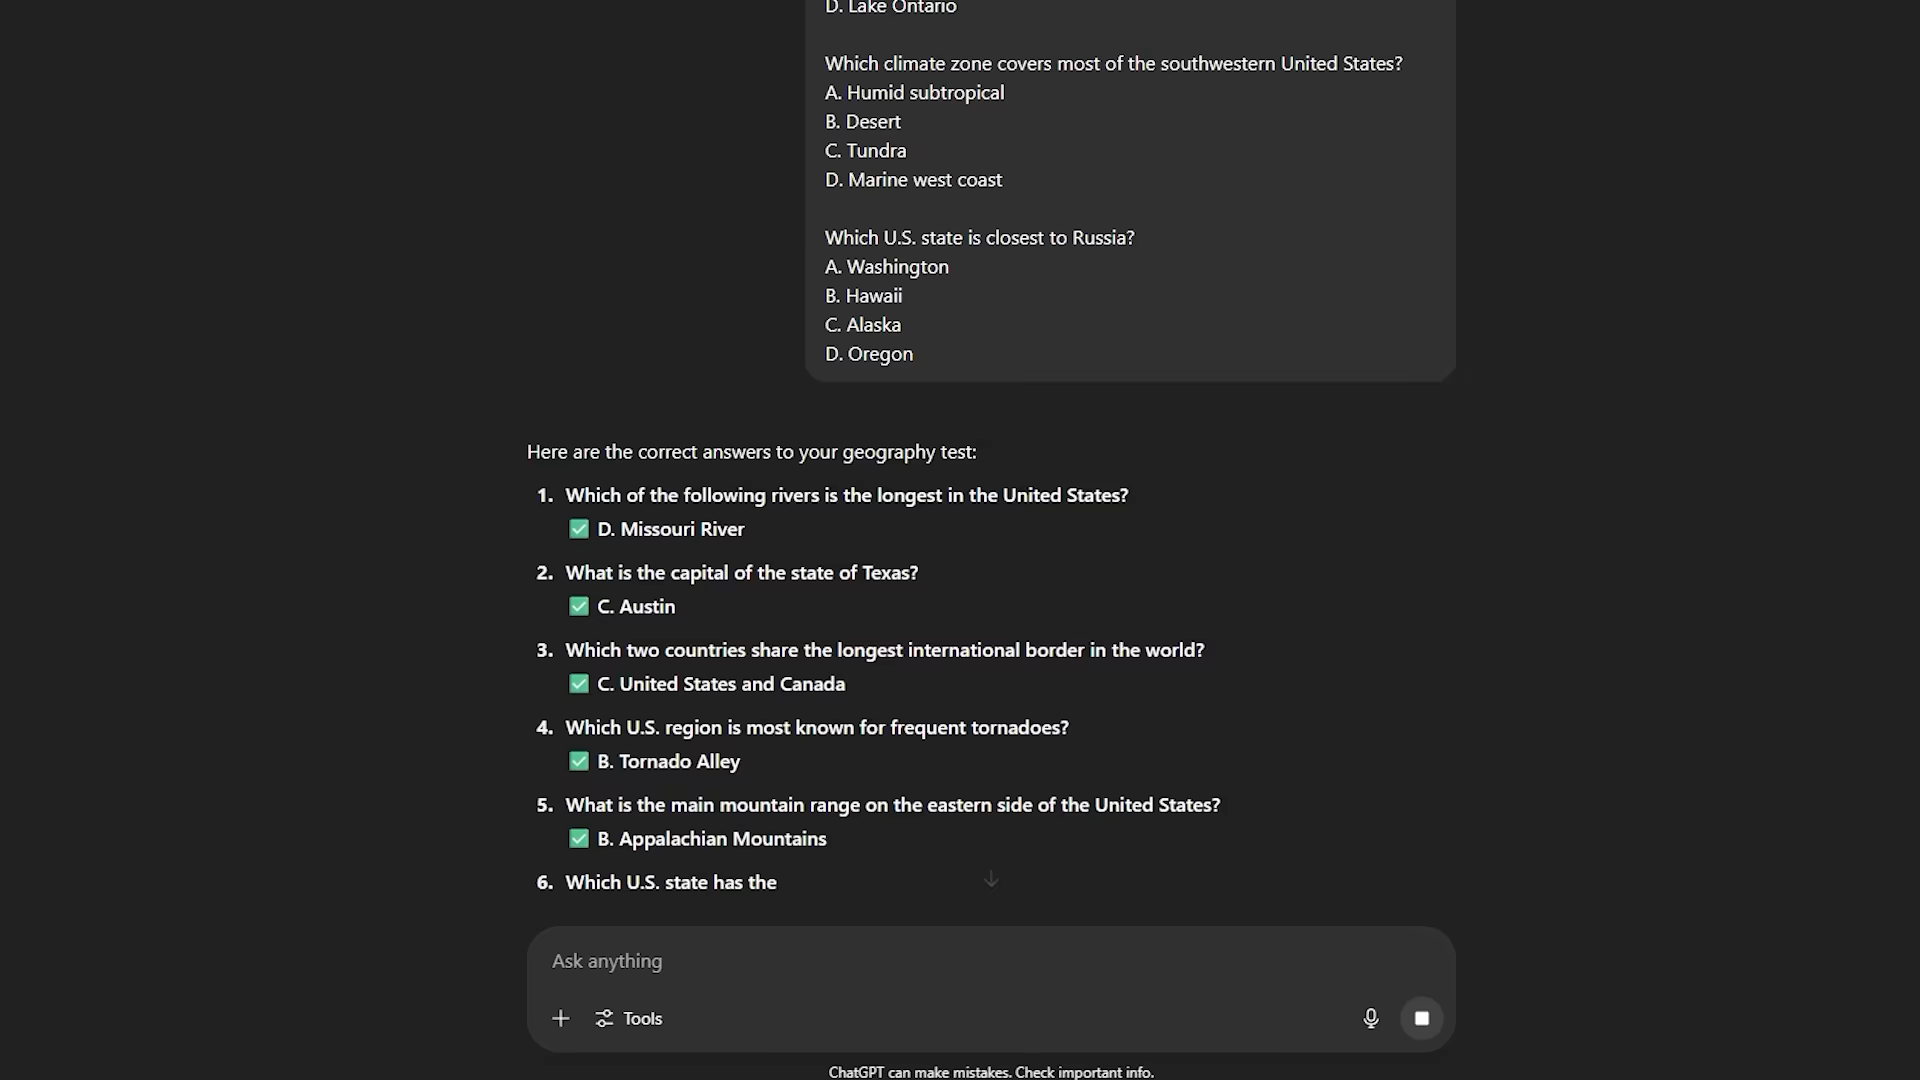 D. Lake Ontario
Which climate zone covers most of the southwestern United States?
A. Humid subtropical
B. Desert
C. Tundra
D. Marine west coast
Which U.S. state is closest to Russia?
A. Washington
B. Hawaii
C. Alaska
D. Oregon
Here are the correct answers to your geography test:
1. Which of the following rivers is the longest in the United States?
✅ D. Missouri River
2. What is the capital of the state of Texas?
✅ C. Austin
3. Which two countries share the longest international border in the world?
✅ C. United States and Canada
4. Which U.S. region is most known for frequent tornadoes?
✅ B. Tornado Alley
5. What is the main mountain range on the eastern side of the United States?
✅ B. Appalachian Mountains
6. Which U.S. state has the
Ask anything
Tools
ChatGPT can make mistakes. Check important info.